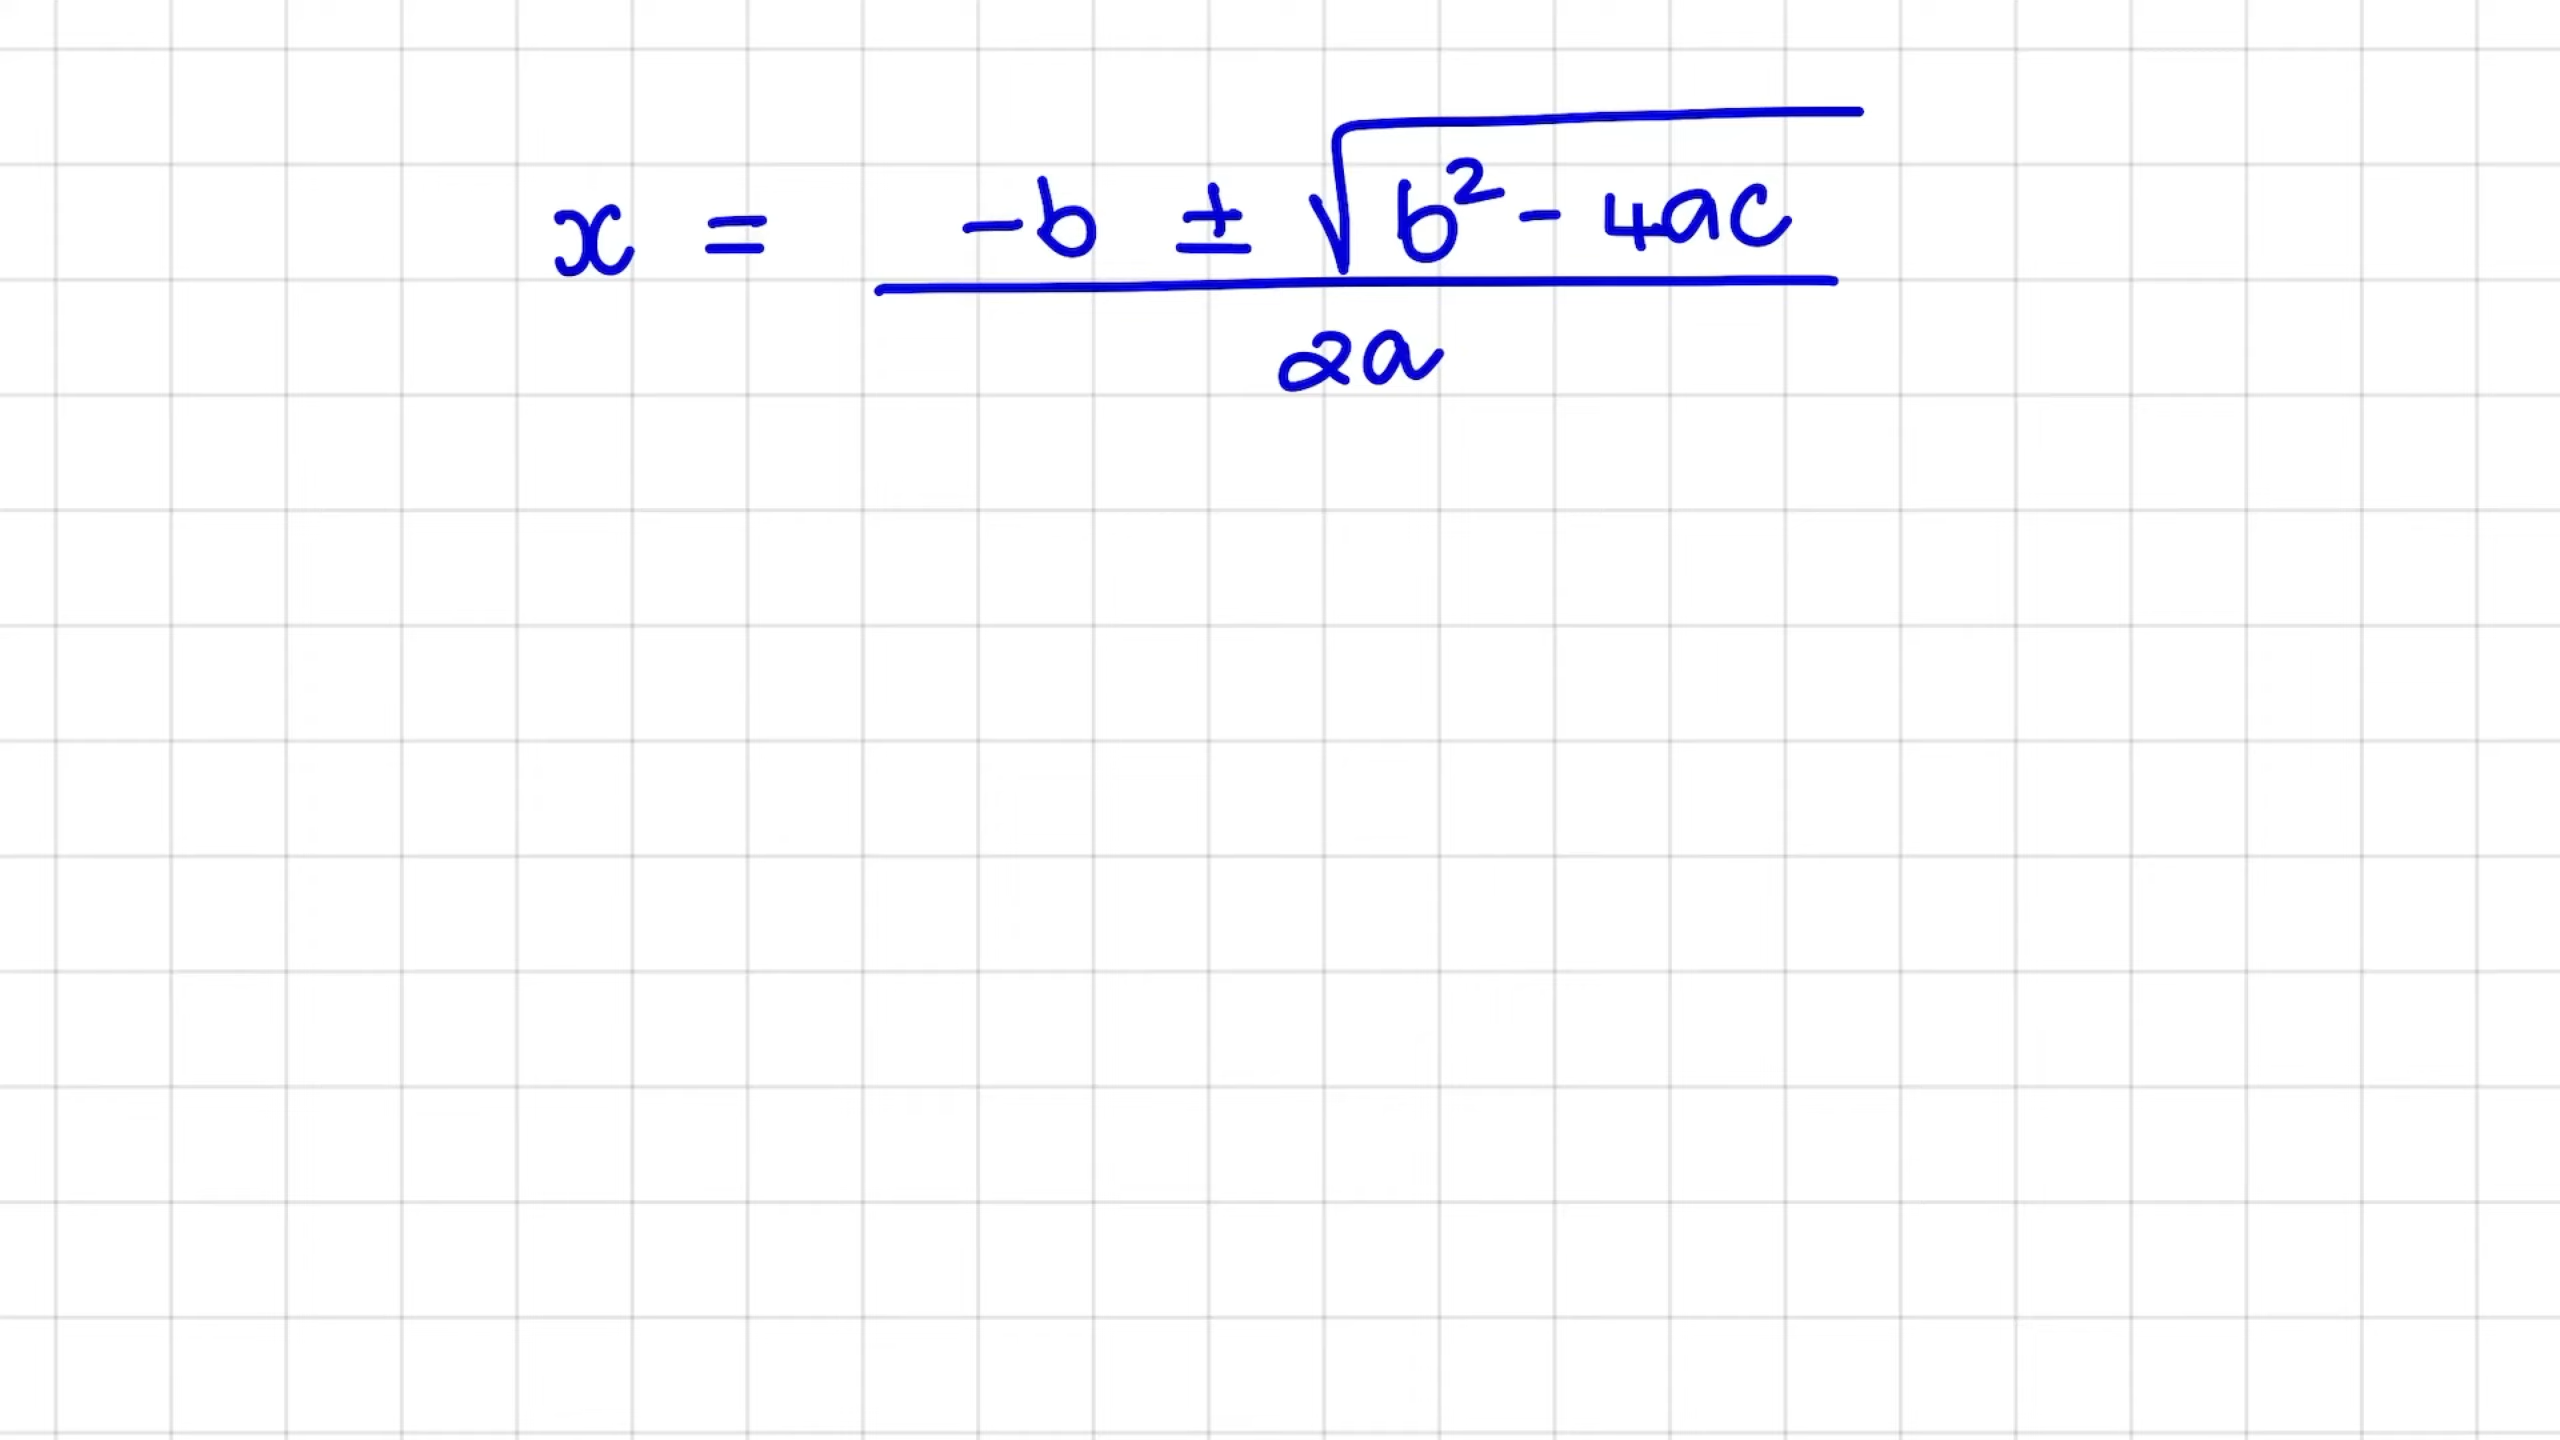 x = (-b ± √(b² - 4ac)) / 2a